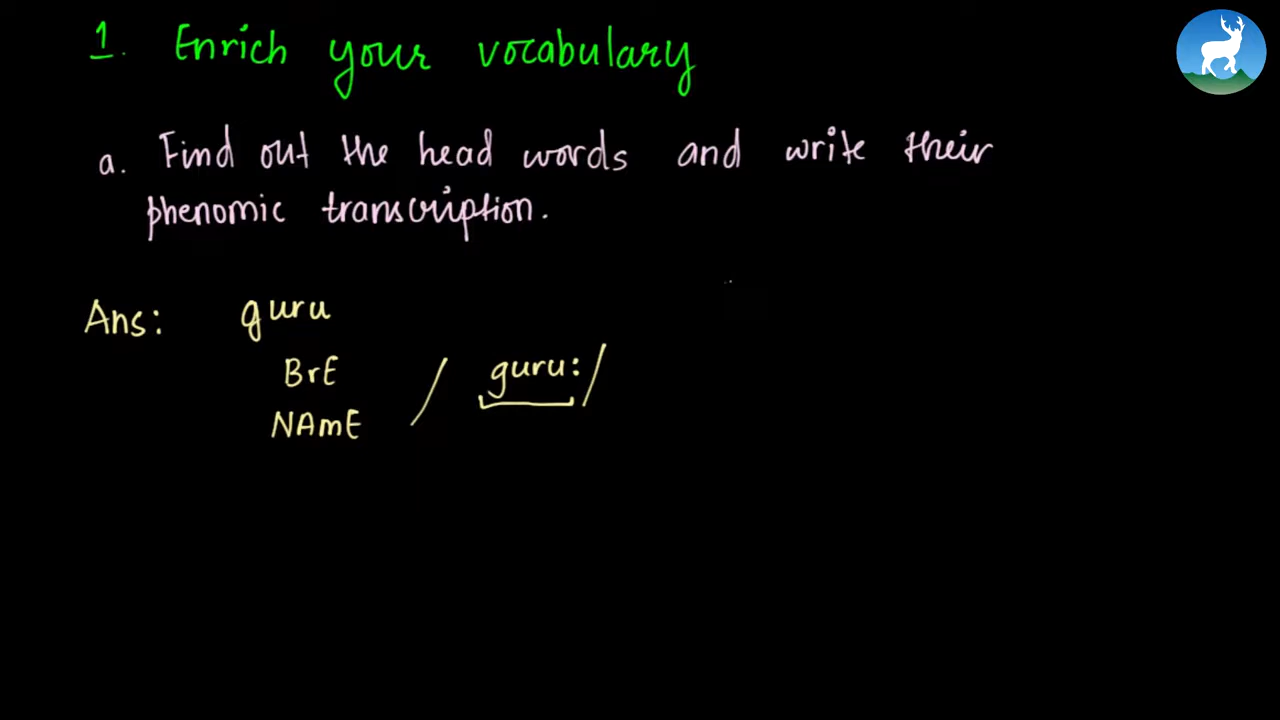 1. Enrich your vocabulary
a. Find out the head words and write their
phenomic transcription.
Ans: guru
BrE / guru: /
NAmE